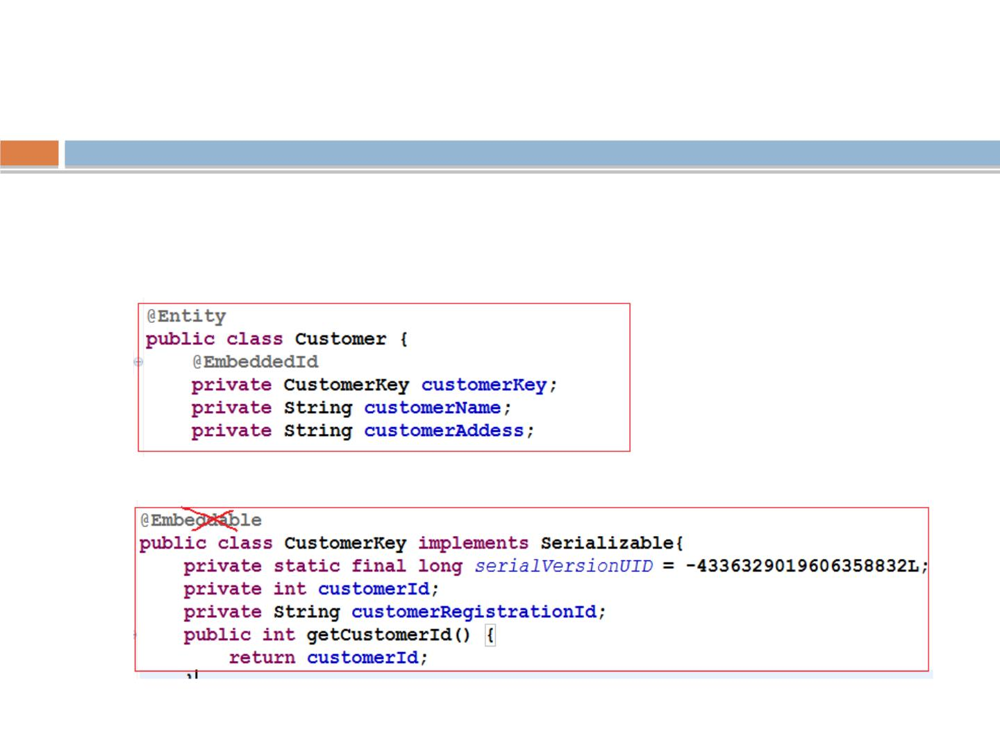 @Entity
public class Customer {
@EmbeddedId
private CustomerKey customerKey;
private String customerName;
private String customerAddess;
@Embeddable
public class CustomerKey implements Serializable{
private static final long serialVersionUID = -4336329019606358832L;
private int customerId;
private String customerRegistrationId;
public int getCustomerId() {
return customerId;